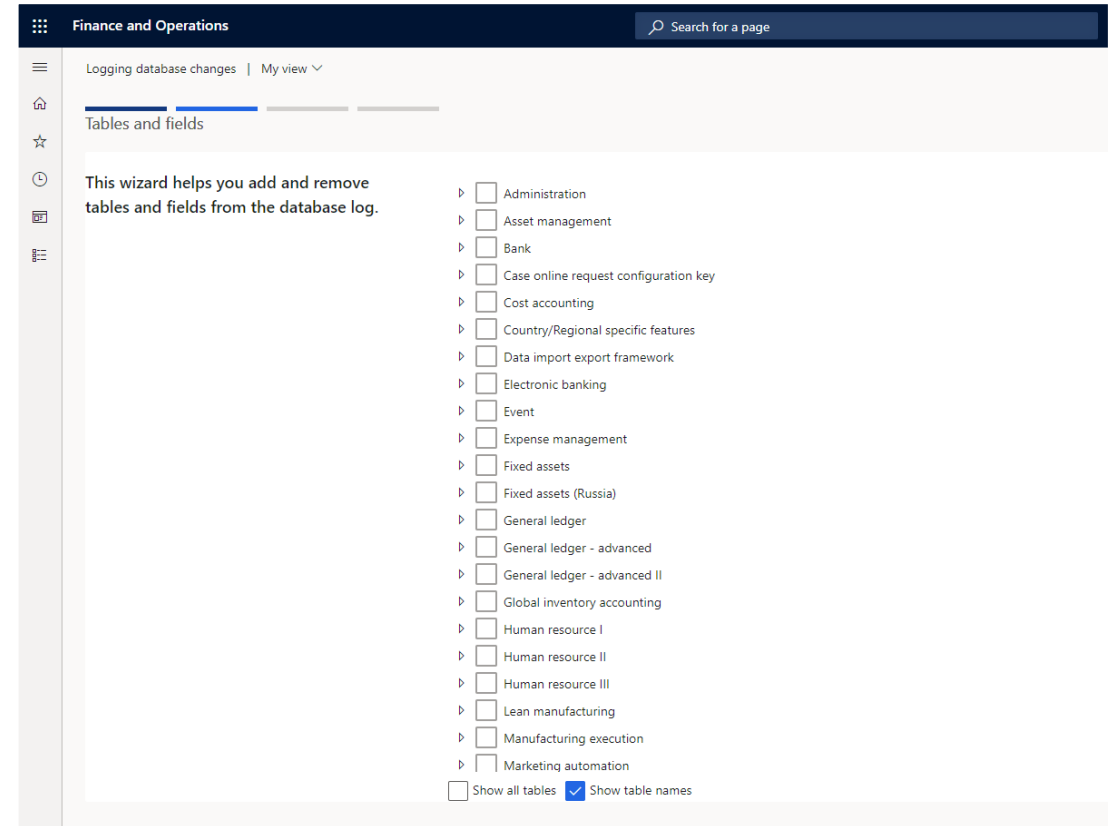 Finance and Operations
Search for a page
Logging database changes | My view
Tables and fields
This wizard helps you add and remove
tables and fields from the database log.
Administration
Asset management
Bank
Case online request configuration key
Cost accounting
Country/Regional specific features
Data import export framework
Electronic banking
Event
Expense management
Fixed assets
Fixed assets (Russia)
General ledger
General ledger - advanced
General ledger - advanced II
Global inventory accounting
Human resource I
Human resource II
Human resource III
Lean manufacturing
Manufacturing execution
Marketing automation
Show all tables Show table names